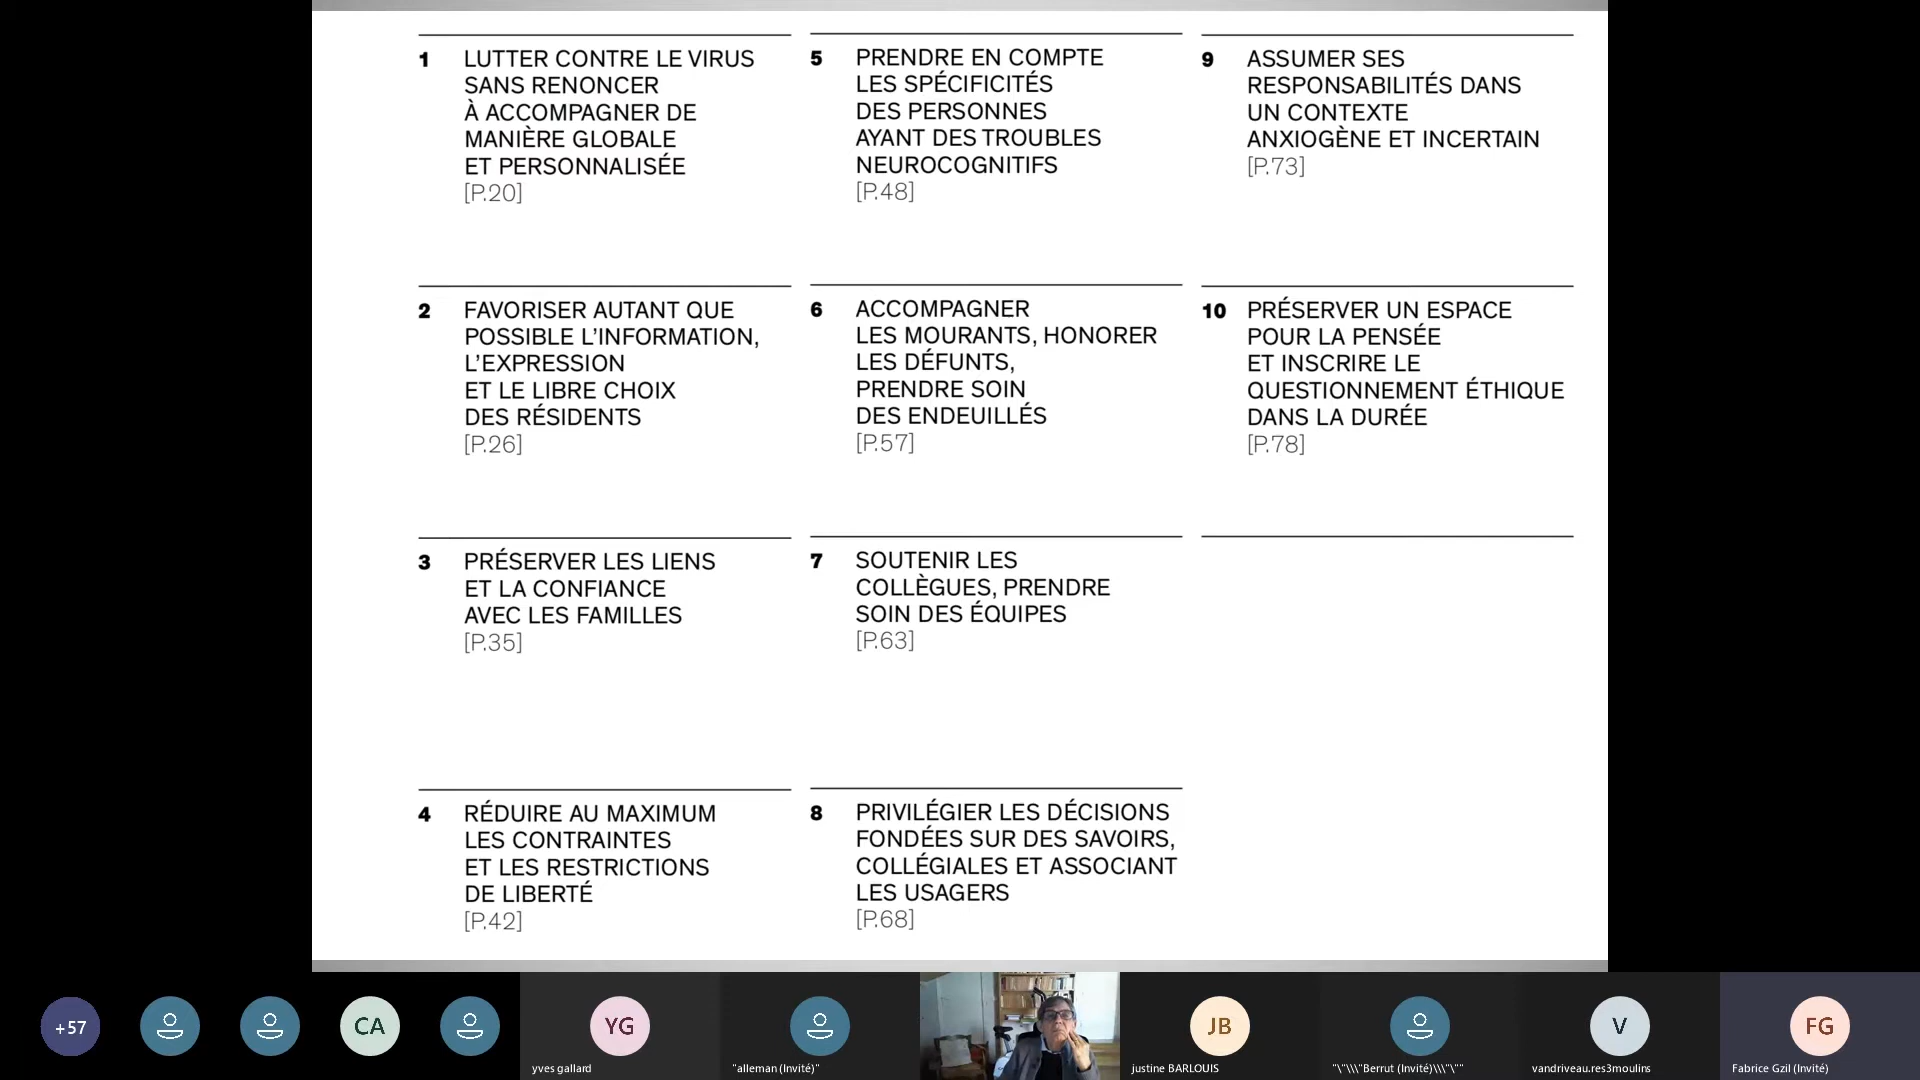 1 LUTTER CONTRE LE VIRUS
SANS RENONCER
À ACCOMPAGNER DE
MANIÈRE GLOBALE
ET PERSONNALISÉE
[P.20]
2 FAVORISER AUTANT QUE
POSSIBLE L’INFORMATION,
L’EXPRESSION
ET LE LIBRE CHOIX
DES RÉSIDENTS
[P.26]
3 PRÉSERVER LES LIENS
ET LA CONFIANCE
AVEC LES FAMILLES
[P.35]
4 RÉDUIRE AU MAXIMUM
LES CONTRAINTES
ET LES RESTRICTIONS
DE LIBERTÉ
[P.42]
5 PRENDRE EN COMPTE
LES SPÉCIFICITÉS
DES PERSONNES
AYANT DES TROUBLES
NEUROCOGNITIFS
[P.48]
6 ACCOMPAGNER
LES MOURANTS, HONORER
LES DÉFUNTS,
PRENDRE SOIN
DES ENDEUILLÉS
[P.57]
7 SOUTENIR LES
COLLÈGUES, PRENDRE
SOIN DES ÉQUIPES
[P.63]
8 PRIVILÉGIER LES DÉCISIONS
FONDÉES SUR DES SAVOIRS,
COLLÉGIALES ET ASSOCIANT
LES USAGERS
[P.68]
9 ASSUMER SES
RESPONSABILITÉS DANS
UN CONTEXTE
ANXIOGÈNE ET INCERTAIN
[P.73]
10 PRÉSERVER UN ESPACE
POUR LA PENSÉE
ET INSCRIRE LE
QUESTIONNEMENT ÉTHIQUE
DANS LA DURÉE
[P.78]
+57
CA
YG
yves gallard
"alleman (Invité)"
JB
justine BARLOUIS
"\"\\\"Berrut (Invité)\\\"\""
V
vandriveau.res3moulins
FG
Fabrice Gzil (Invité)